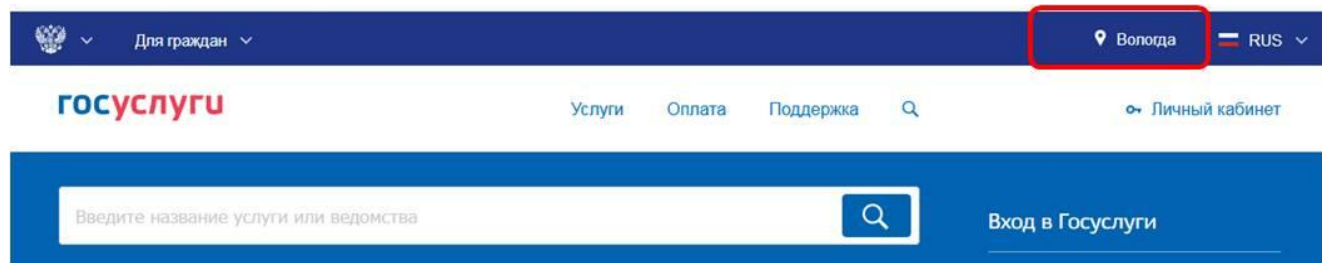 Для граждан Вологда RUS
госуслуги Услуги Оплата Поддержка Личный кабинет
Введите название услуги или ведомства
Вход в Госуслуги